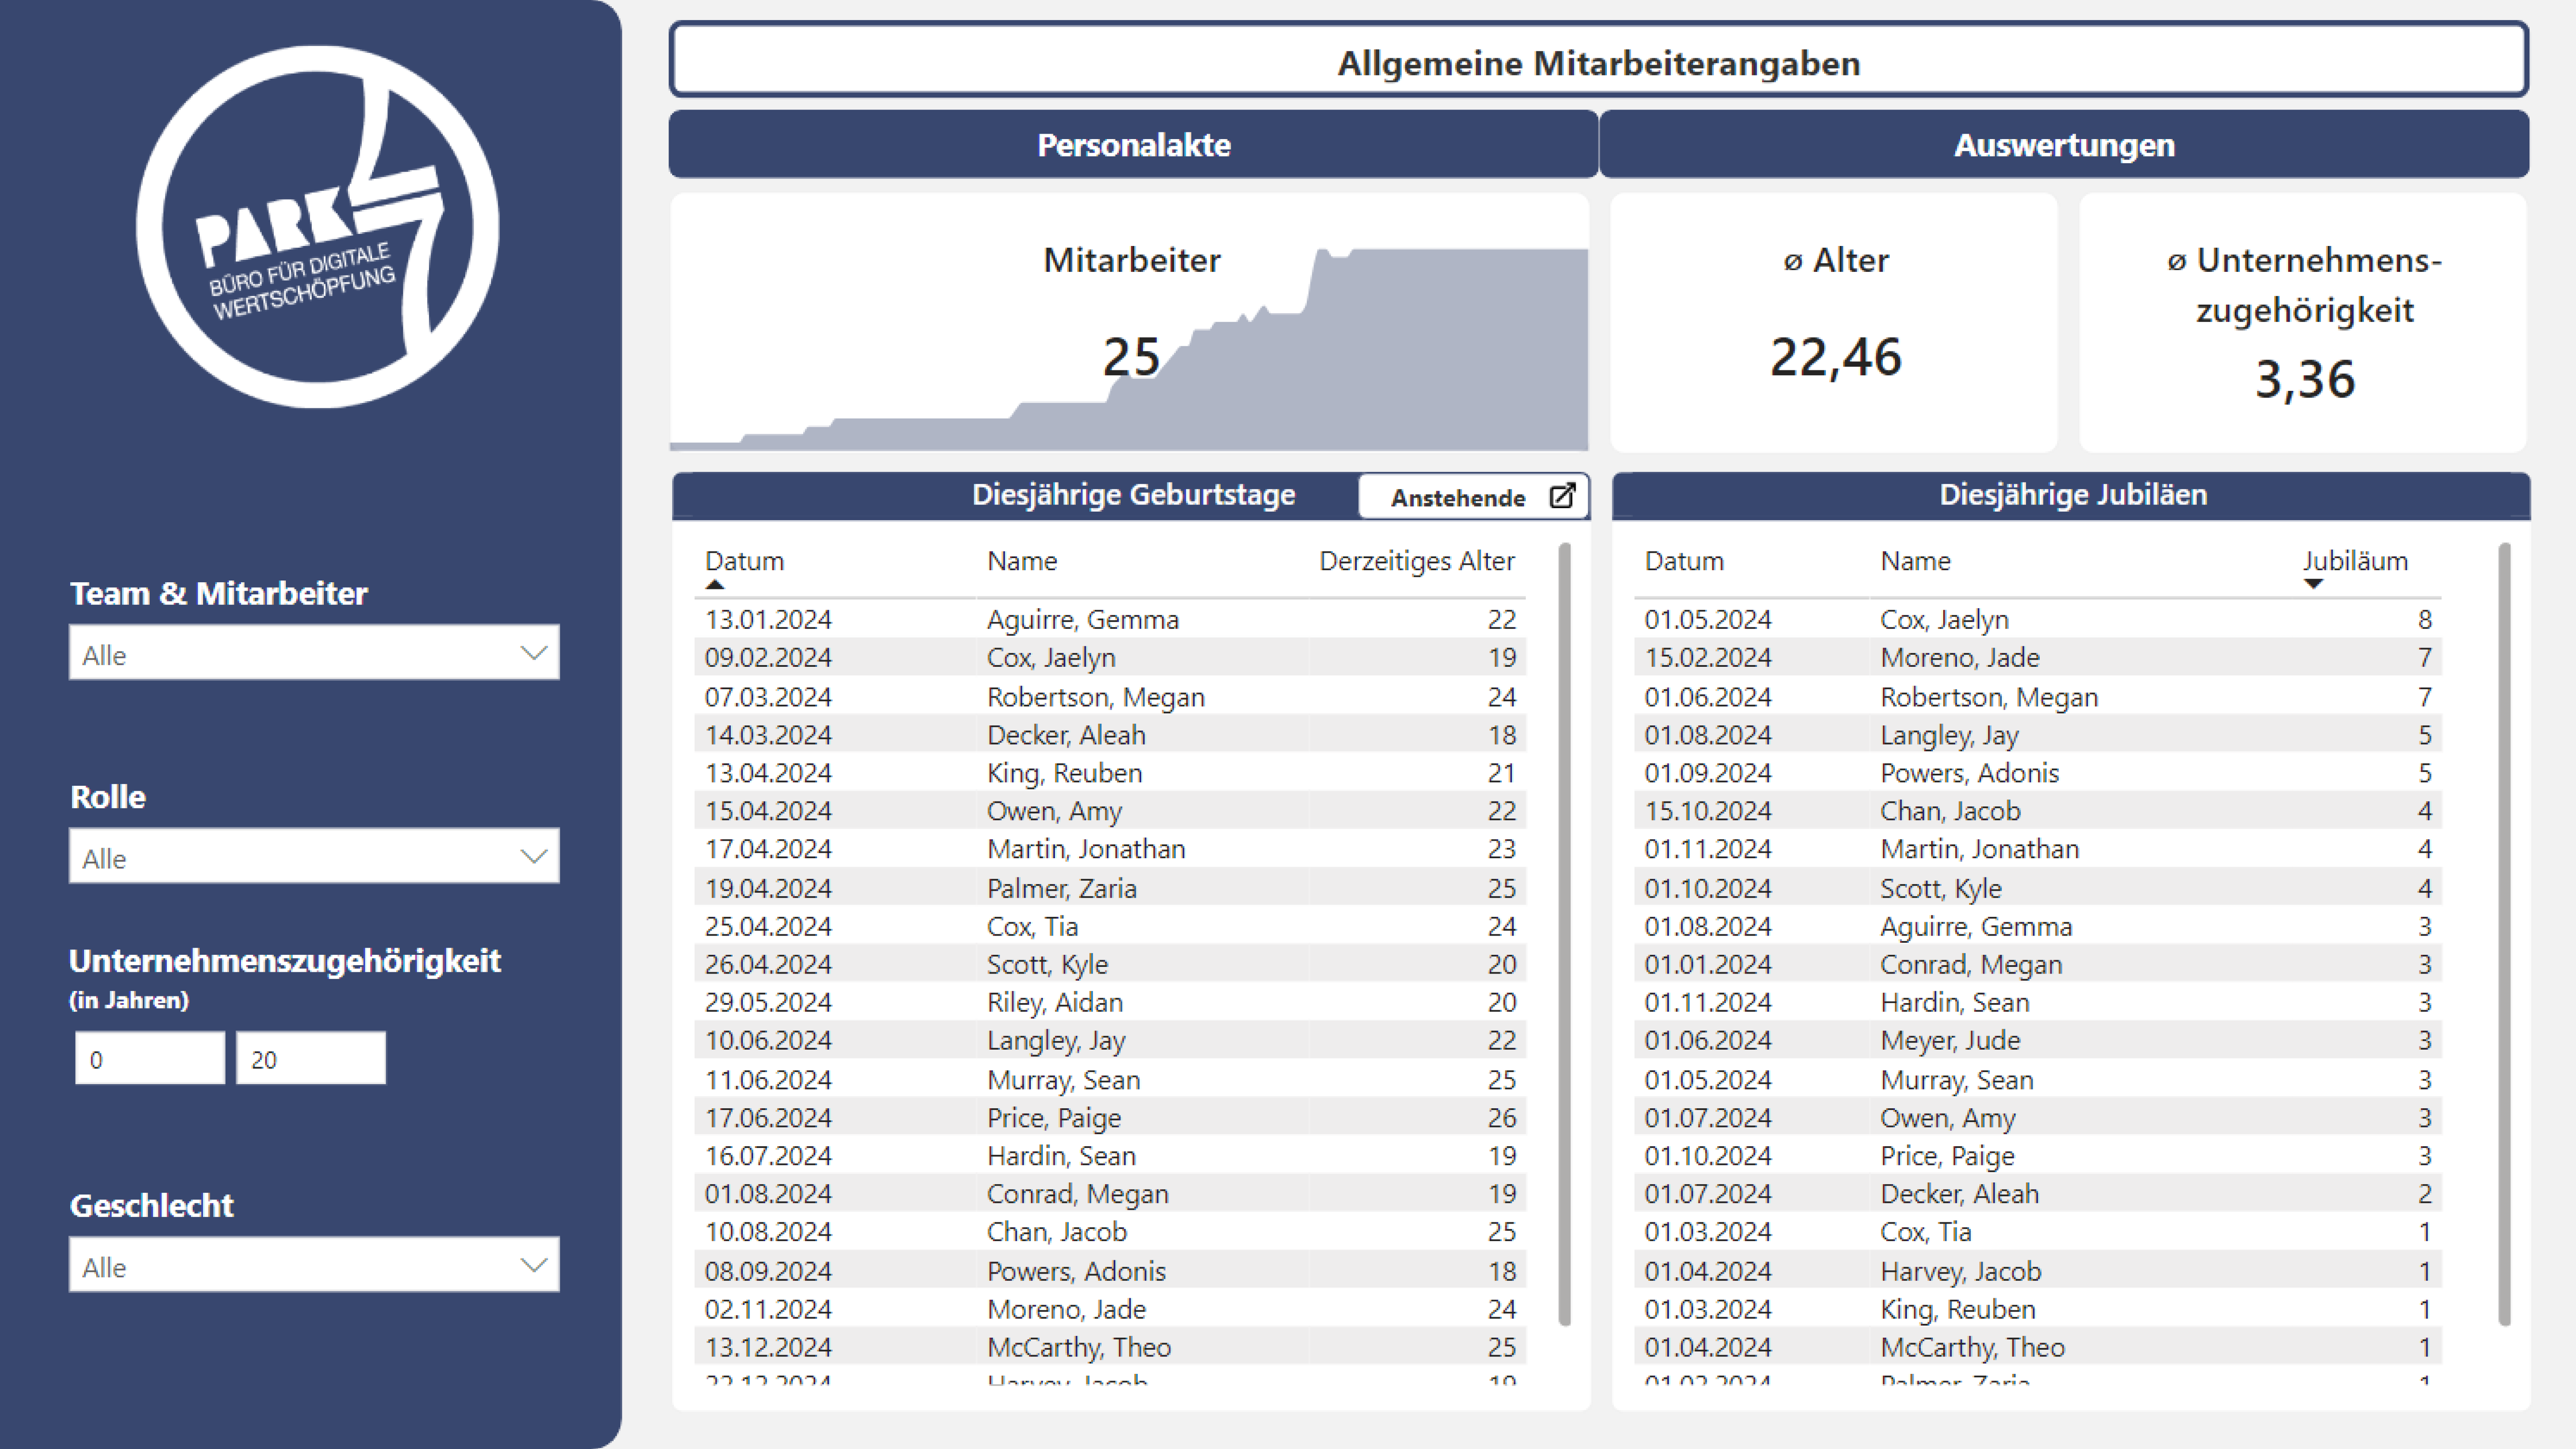 PARK
BÜRO FÜR DIGITALE
WERTSCHÖPFUNG
Team & Mitarbeiter
Alle
Rolle
Alle
Unternehmenszugehörigkeit
(in Jahren)
0 20
Geschlecht
Alle
Allgemeine Mitarbeiterangaben
Personalakte Auswertungen
Mitarbeiter
25
ø Alter
22,46
ø Unternehmens-
zugehörigkeit
3,36
Diesjährige Geburtstage Anstehende
Datum Name Derzeitiges Alter
13.01.2024 Aguirre, Gemma 22
09.02.2024 Cox, Jaelyn 19
07.03.2024 Robertson, Megan 24
14.03.2024 Decker, Aleah 18
13.04.2024 King, Reuben 21
15.04.2024 Owen, Amy 22
17.04.2024 Martin, Jonathan 23
19.04.2024 Palmer, Zaria 25
25.04.2024 Cox, Tia 24
26.04.2024 Scott, Kyle 20
29.05.2024 Riley, Aidan 20
10.06.2024 Langley, Jay 22
11.06.2024 Murray, Sean 25
17.06.2024 Price, Paige 26
16.07.2024 Hardin, Sean 19
01.08.2024 Conrad, Megan 19
10.08.2024 Chan, Jacob 25
08.09.2024 Powers, Adonis 18
02.11.2024 Moreno, Jade 24
13.12.2024 McCarthy, Theo 25
Harvey, Jacob 19
Diesjährige Jubiläen
Datum Name Jubiläum
01.05.2024 Cox, Jaelyn 8
15.02.2024 Moreno, Jade 7
01.06.2024 Robertson, Megan 7
01.08.2024 Langley, Jay 5
01.09.2024 Powers, Adonis 5
15.10.2024 Chan, Jacob 4
01.11.2024 Martin, Jonathan 4
01.10.2024 Scott, Kyle 4
01.08.2024 Aguirre, Gemma 3
01.01.2024 Conrad, Megan 3
01.11.2024 Hardin, Sean 3
01.06.2024 Meyer, Jude 3
01.05.2024 Murray, Sean 3
01.07.2024 Owen, Amy 3
01.10.2024 Price, Paige 3
01.07.2024 Decker, Aleah 2
01.03.2024 Cox, Tia 1
01.04.2024 Harvey, Jacob 1
01.03.2024 King, Reuben 1
01.04.2024 McCarthy, Theo 1
Palmer, Zaria 1